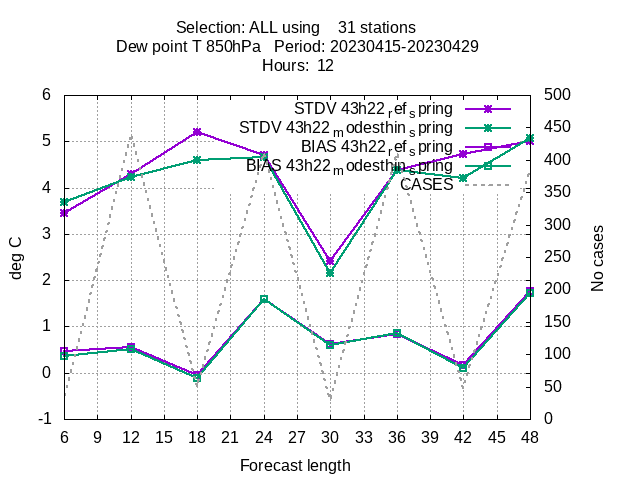 Selection: ALL using    31 stations
Dew point T 850hPa   Period: 20230415-20230429
Hours: 12
STDV 43h22_ref_spring
STDV 43h22_modesthin_spring
BIAS 43h22_ref_spring
BIAS 43h22_modesthin_spring
CASES
6
5
4
3
2
1
0
-1
deg C
500
450
400
350
300
250
200
150
100
50
0
No cases
6 9 12 15 18 21 24 27 30 33 36 39 42 45 48
Forecast length